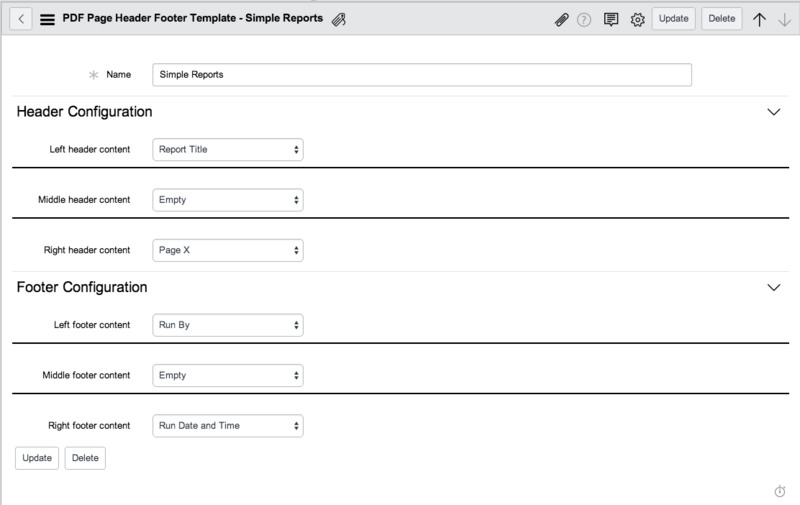 PDF Page Header Footer Template - Simple Reports
Update
Delete
Name
Simple Reports
Header Configuration
Left header content
Report Title
Middle header content
Empty
Right header content
Page X
Footer Configuration
Left footer content
Run By
Middle footer content
Empty
Right footer content
Run Date and Time
Update
Delete